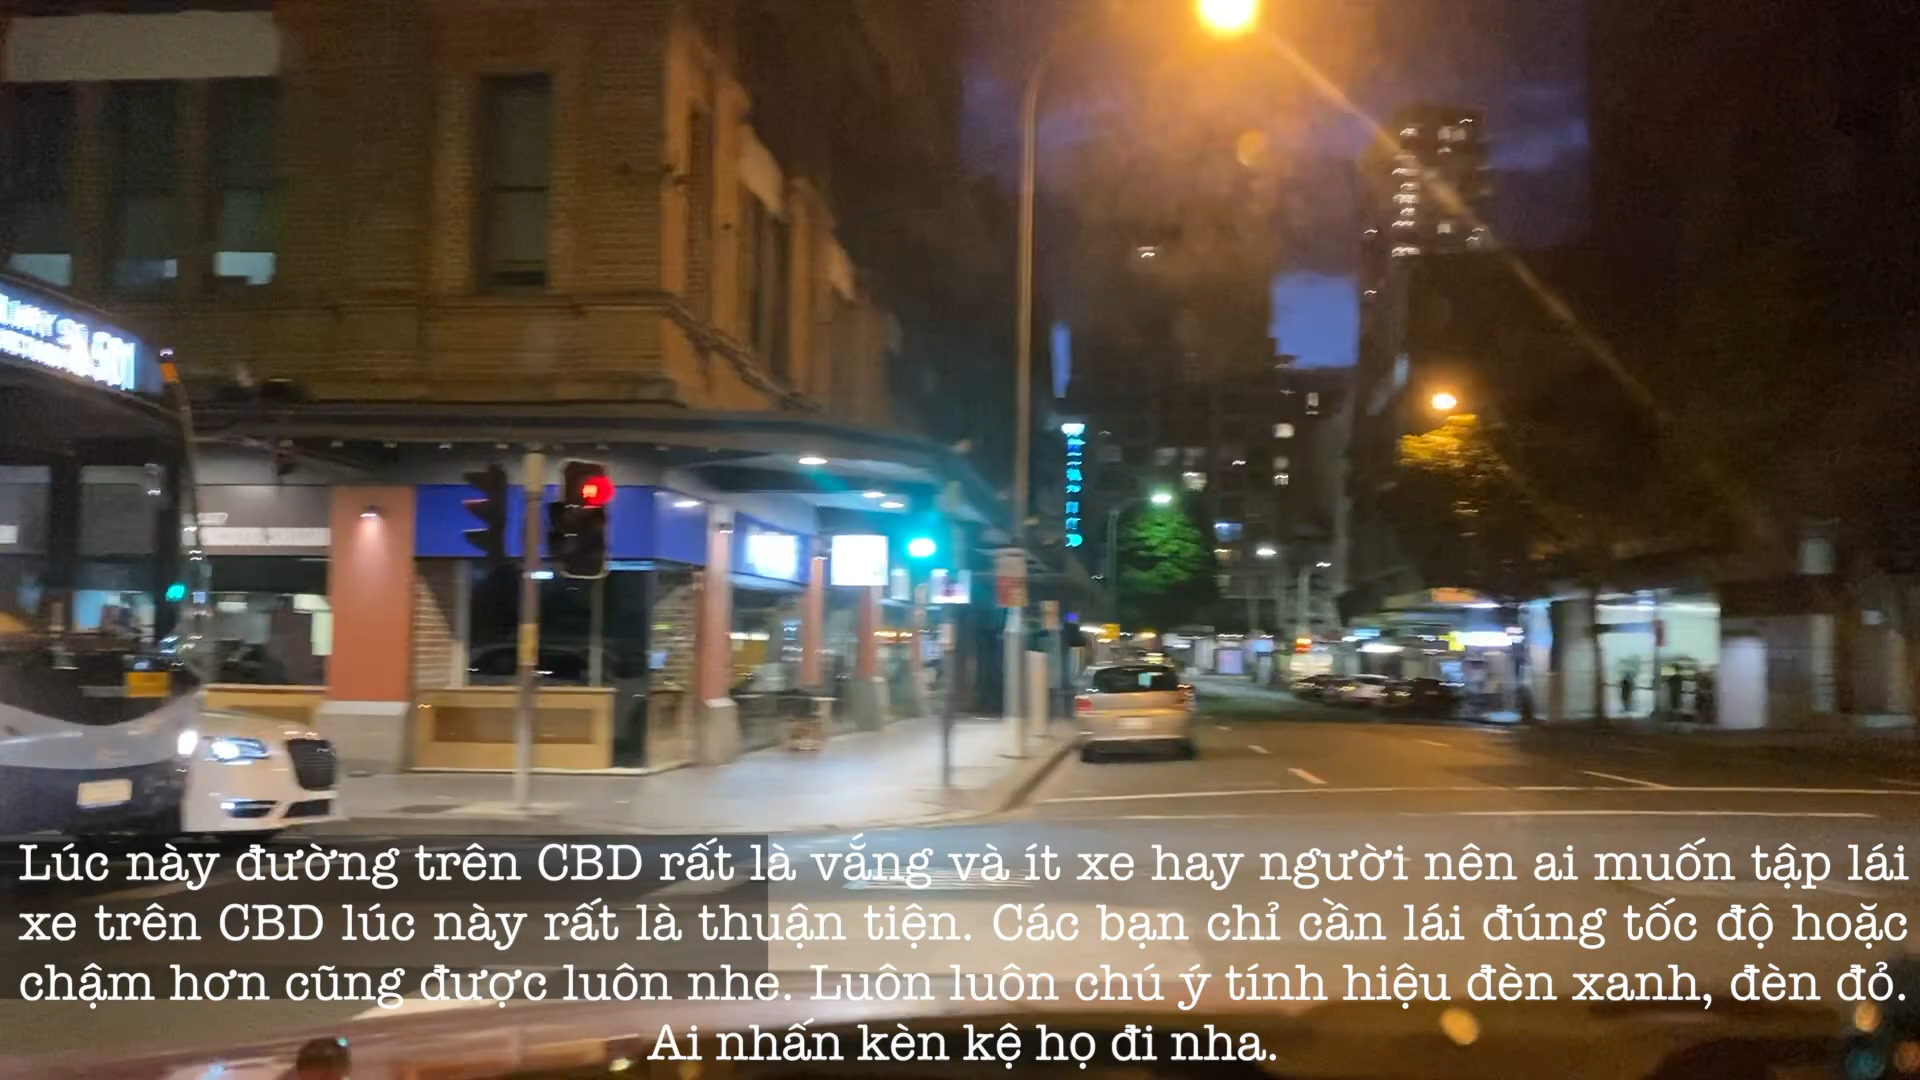 Lúc này đường trên CBD rất là vắng và ít xe hay người nên ai muốn tập lái
xe trên CBD lúc này rất là thuận tiện. Các bạn chỉ cần lái đúng tốc độ hoặc
chậm hơn cũng được luôn nhe. Luôn luôn chú ý tính hiệu đèn xanh, đèn đỏ.
Ai nhấn kèn kệ họ đi nha.